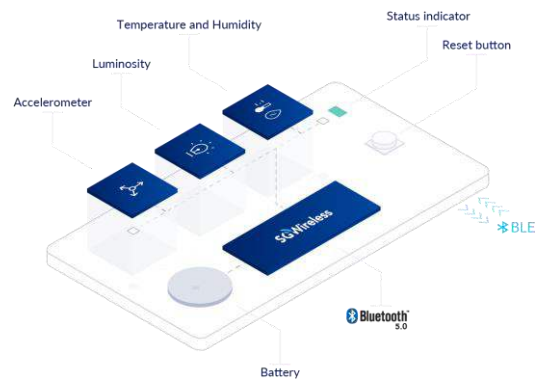 Status indicator
Temperature and Humidity
Reset button
Luminosity
Accelerometer
SGWireless
BLE
Bluetooth
5.0
Battery